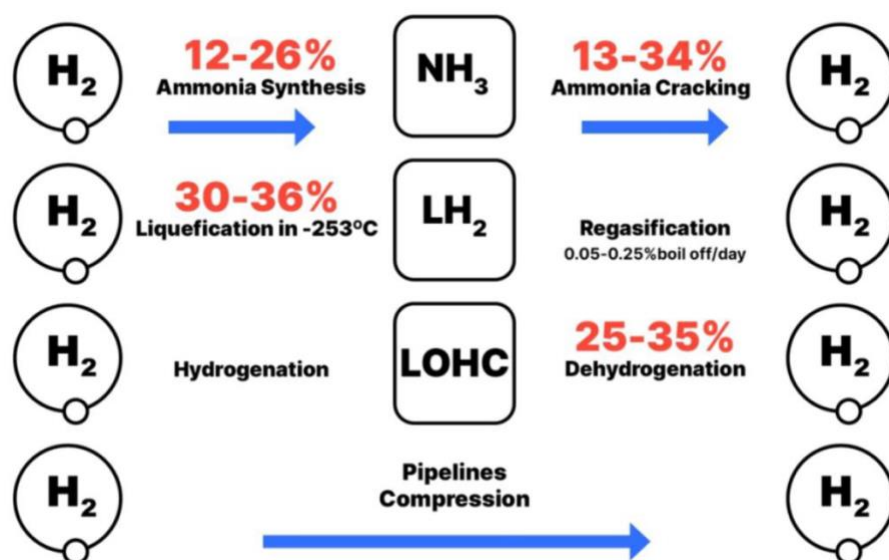 H₂ 12-26% NH₃ 13-34% H₂
Ammonia Synthesis Ammonia Cracking
H₂ 30-36% LH₂ Regasification H₂
Liquefication in -253ºC 0.05-0.25%boil off/day
H₂ Hydrogenation LOHC 25-35% H₂
Dehydrogenation
H₂ Pipelines H₂
Compression